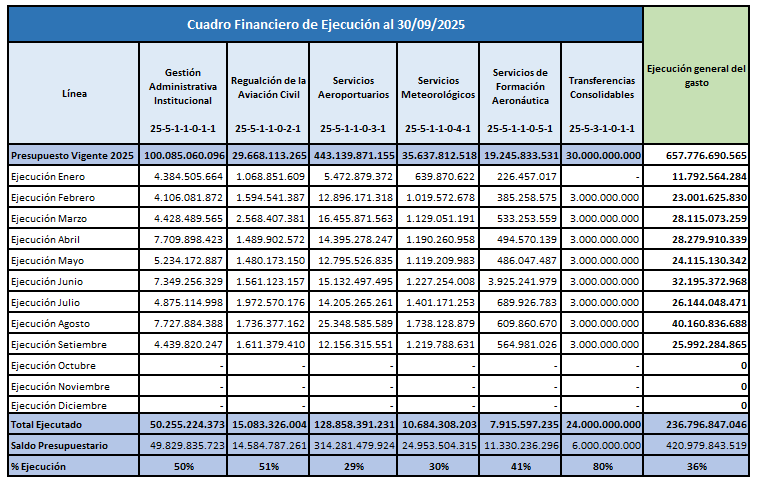 Cuadro Financiero de Ejecución al 30/09/2025
Línea
Gestión Administrativa Institucional
25-5-1-1-0-1-1
Regualción de la Aviación Civil
25-5-1-1-0-2-1
Servicios Aeroportuarios
25-5-1-1-0-3-1
Servicios Meteorológicos
25-5-1-1-0-4-1
Servicios de Formación Aeronáutica
25-5-1-1-0-5-1
Transferencias Consolidables
25-5-3-1-0-1-1
Ejecución general del gasto
Presupuesto Vigente 2025 100.085.060.096 29.668.113.265 443.139.871.155 35.637.812.518 19.245.833.531 30.000.000.000 657.776.690.565
Ejecución Enero 4.384.505.664 1.068.851.609 5.472.879.372 639.870.622 226.457.017 - 11.792.564.284
Ejecución Febrero 4.106.081.872 1.594.541.387 12.896.171.318 1.019.572.678 385.258.575 3.000.000.000 23.001.625.830
Ejecución Marzo 4.428.489.565 2.568.407.381 16.455.871.563 1.129.051.191 533.253.559 3.000.000.000 28.115.073.259
Ejecución Abril 7.709.898.423 1.489.902.572 14.395.278.247 1.190.260.958 494.570.139 3.000.000.000 28.279.910.339
Ejecución Mayo 5.234.172.887 1.480.173.150 12.795.526.835 1.119.209.983 486.047.487 3.000.000.000 24.115.130.342
Ejecución Junio 7.349.256.329 1.561.123.157 15.132.497.495 1.227.254.008 3.925.241.979 3.000.000.000 32.195.372.968
Ejecución Julio 4.875.114.998 1.972.570.176 14.205.265.261 1.401.171.253 689.926.783 3.000.000.000 26.144.048.471
Ejecución Agosto 7.727.884.388 1.736.377.162 25.348.585.589 1.738.128.879 609.860.670 3.000.000.000 40.160.836.688
Ejecución Setiembre 4.439.820.247 1.611.379.410 12.156.315.551 1.219.788.631 564.981.026 3.000.000.000 25.992.284.865
Ejecución Octubre - - - - - - 0
Ejecución Noviembre - - - - - - 0
Ejecución Diciembre - - - - - - 0
Total Ejecutado 50.255.224.373 15.083.326.004 128.858.391.231 10.684.308.203 7.915.597.235 24.000.000.000 236.796.847.046
Saldo Presupuestario 49.829.835.723 14.584.787.261 314.281.479.924 24.953.504.315 11.330.236.296 6.000.000.000 420.979.843.519
% Ejecución 50% 51% 29% 30% 41% 80% 36%